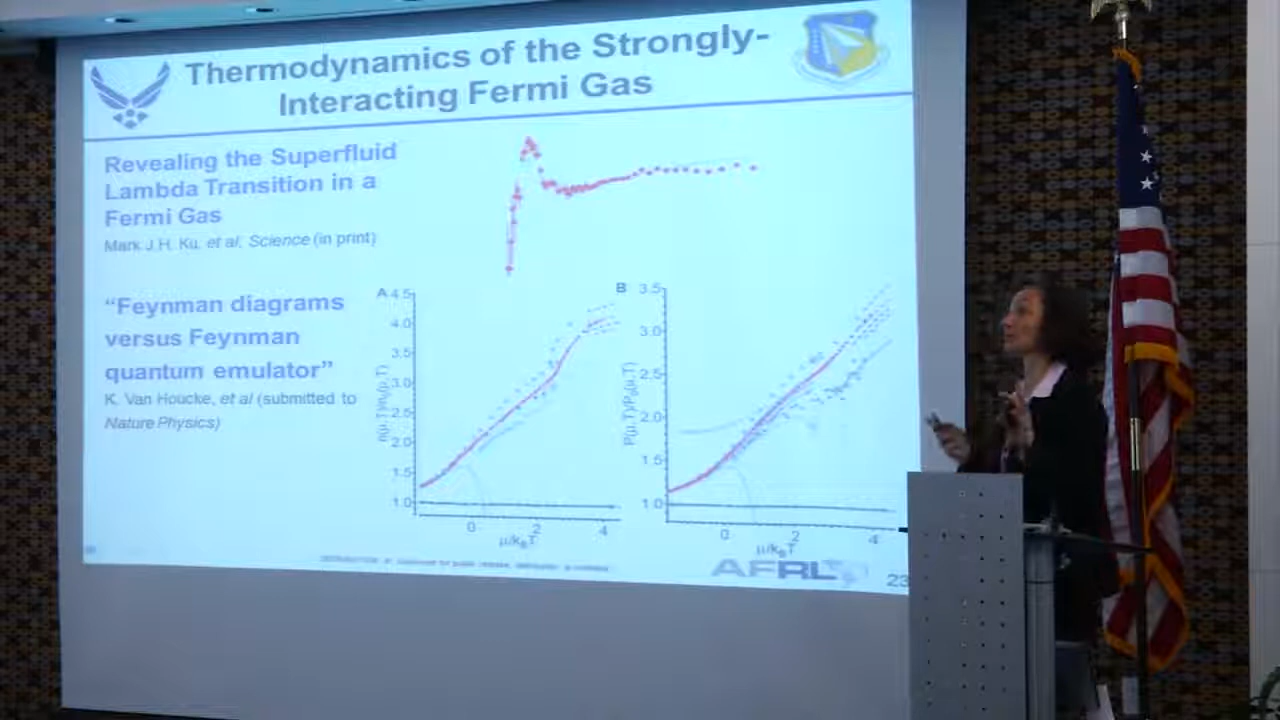 Thermodynamics of the Strongly-
Interacting Fermi Gas
Revealing the Superfluid
Lambda Transition in a
Fermi Gas
Mark J.H. Ku, et al, Science (in print)
“Feynman diagrams
versus Feynman
quantum emulator”
K. Van Houcke, et al (submitted to
Nature Physics)
A
4.5
4.0
3.5
3.0
2.5
2.0
1.5
1.0
n(μ,T)/n₀(μ,T)
0 2 4
μ/kBT
B
3.5
3.0
2.5
2.0
1.5
1.0
P(μ,T)/P₀(μ,T)
0 2 4
μ/kBT
AFRL
23